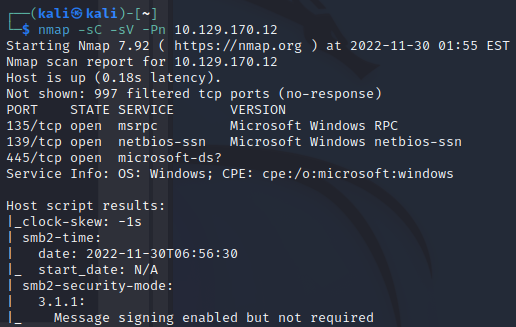 ┌──(kali㉿kali)-[~]
└─$ nmap -sC -sV -Pn 10.129.170.12
Starting Nmap 7.92 ( https://nmap.org ) at 2022-11-30 01:55 EST
Nmap scan report for 10.129.170.12
Host is up (0.18s latency).
Not shown: 997 filtered tcp ports (no-response)
PORT    STATE SERVICE       VERSION
135/tcp open  msrpc         Microsoft Windows RPC
139/tcp open  netbios-ssn   Microsoft Windows netbios-ssn
445/tcp open  microsoft-ds?
Service Info: OS: Windows; CPE: cpe:/o:microsoft:windows

Host script results:
|_clock-skew: -1s
| smb2-time:
|   date: 2022-11-30T06:56:30
|_  start_date: N/A
| smb2-security-mode:
|   3.1.1:
|_    Message signing enabled but not required